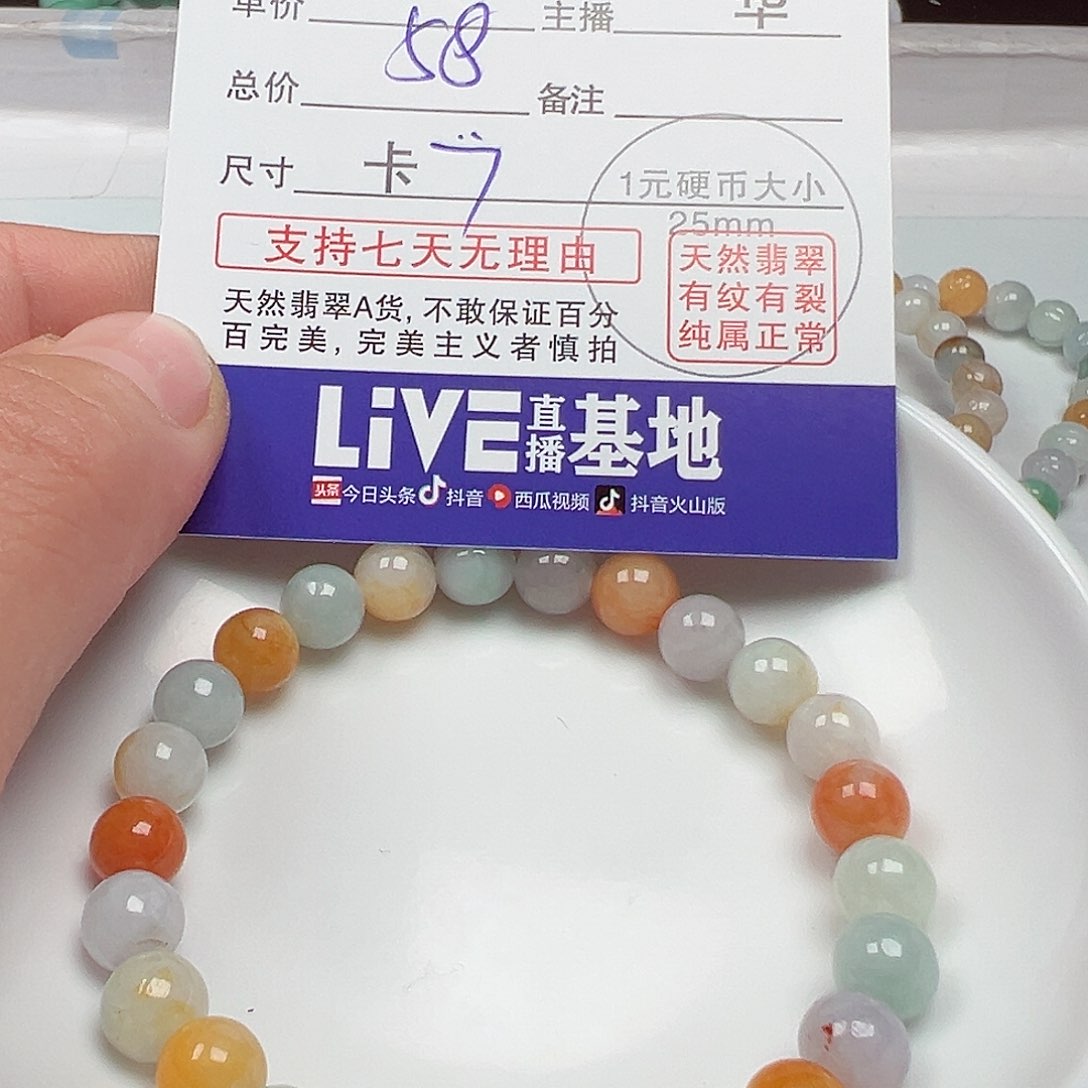 单价 58 主播 华
总价 备注
尺寸 卡 7 1元硬币大小
25mm
支持七天无理由
天然翡翠
有纹有裂
纯属正常
天然翡翠A货, 不敢保证百分
百完美, 完美主义者慎拍
LiVE 直播 基地
头条 今日头条 抖音 西瓜视频 抖音火山版